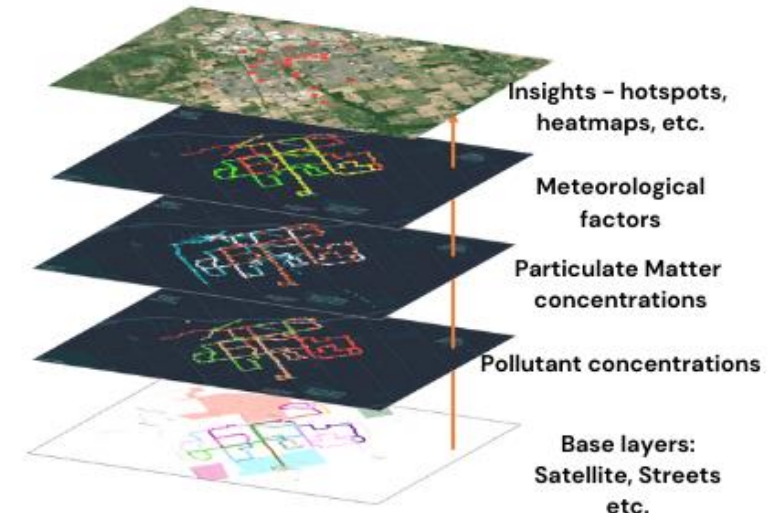 Insights - hotspots,
heatmaps, etc.
Meteorological
factors
Particulate Matter
concentrations
Pollutant concentrations
Base layers:
Satellite, Streets
etc.